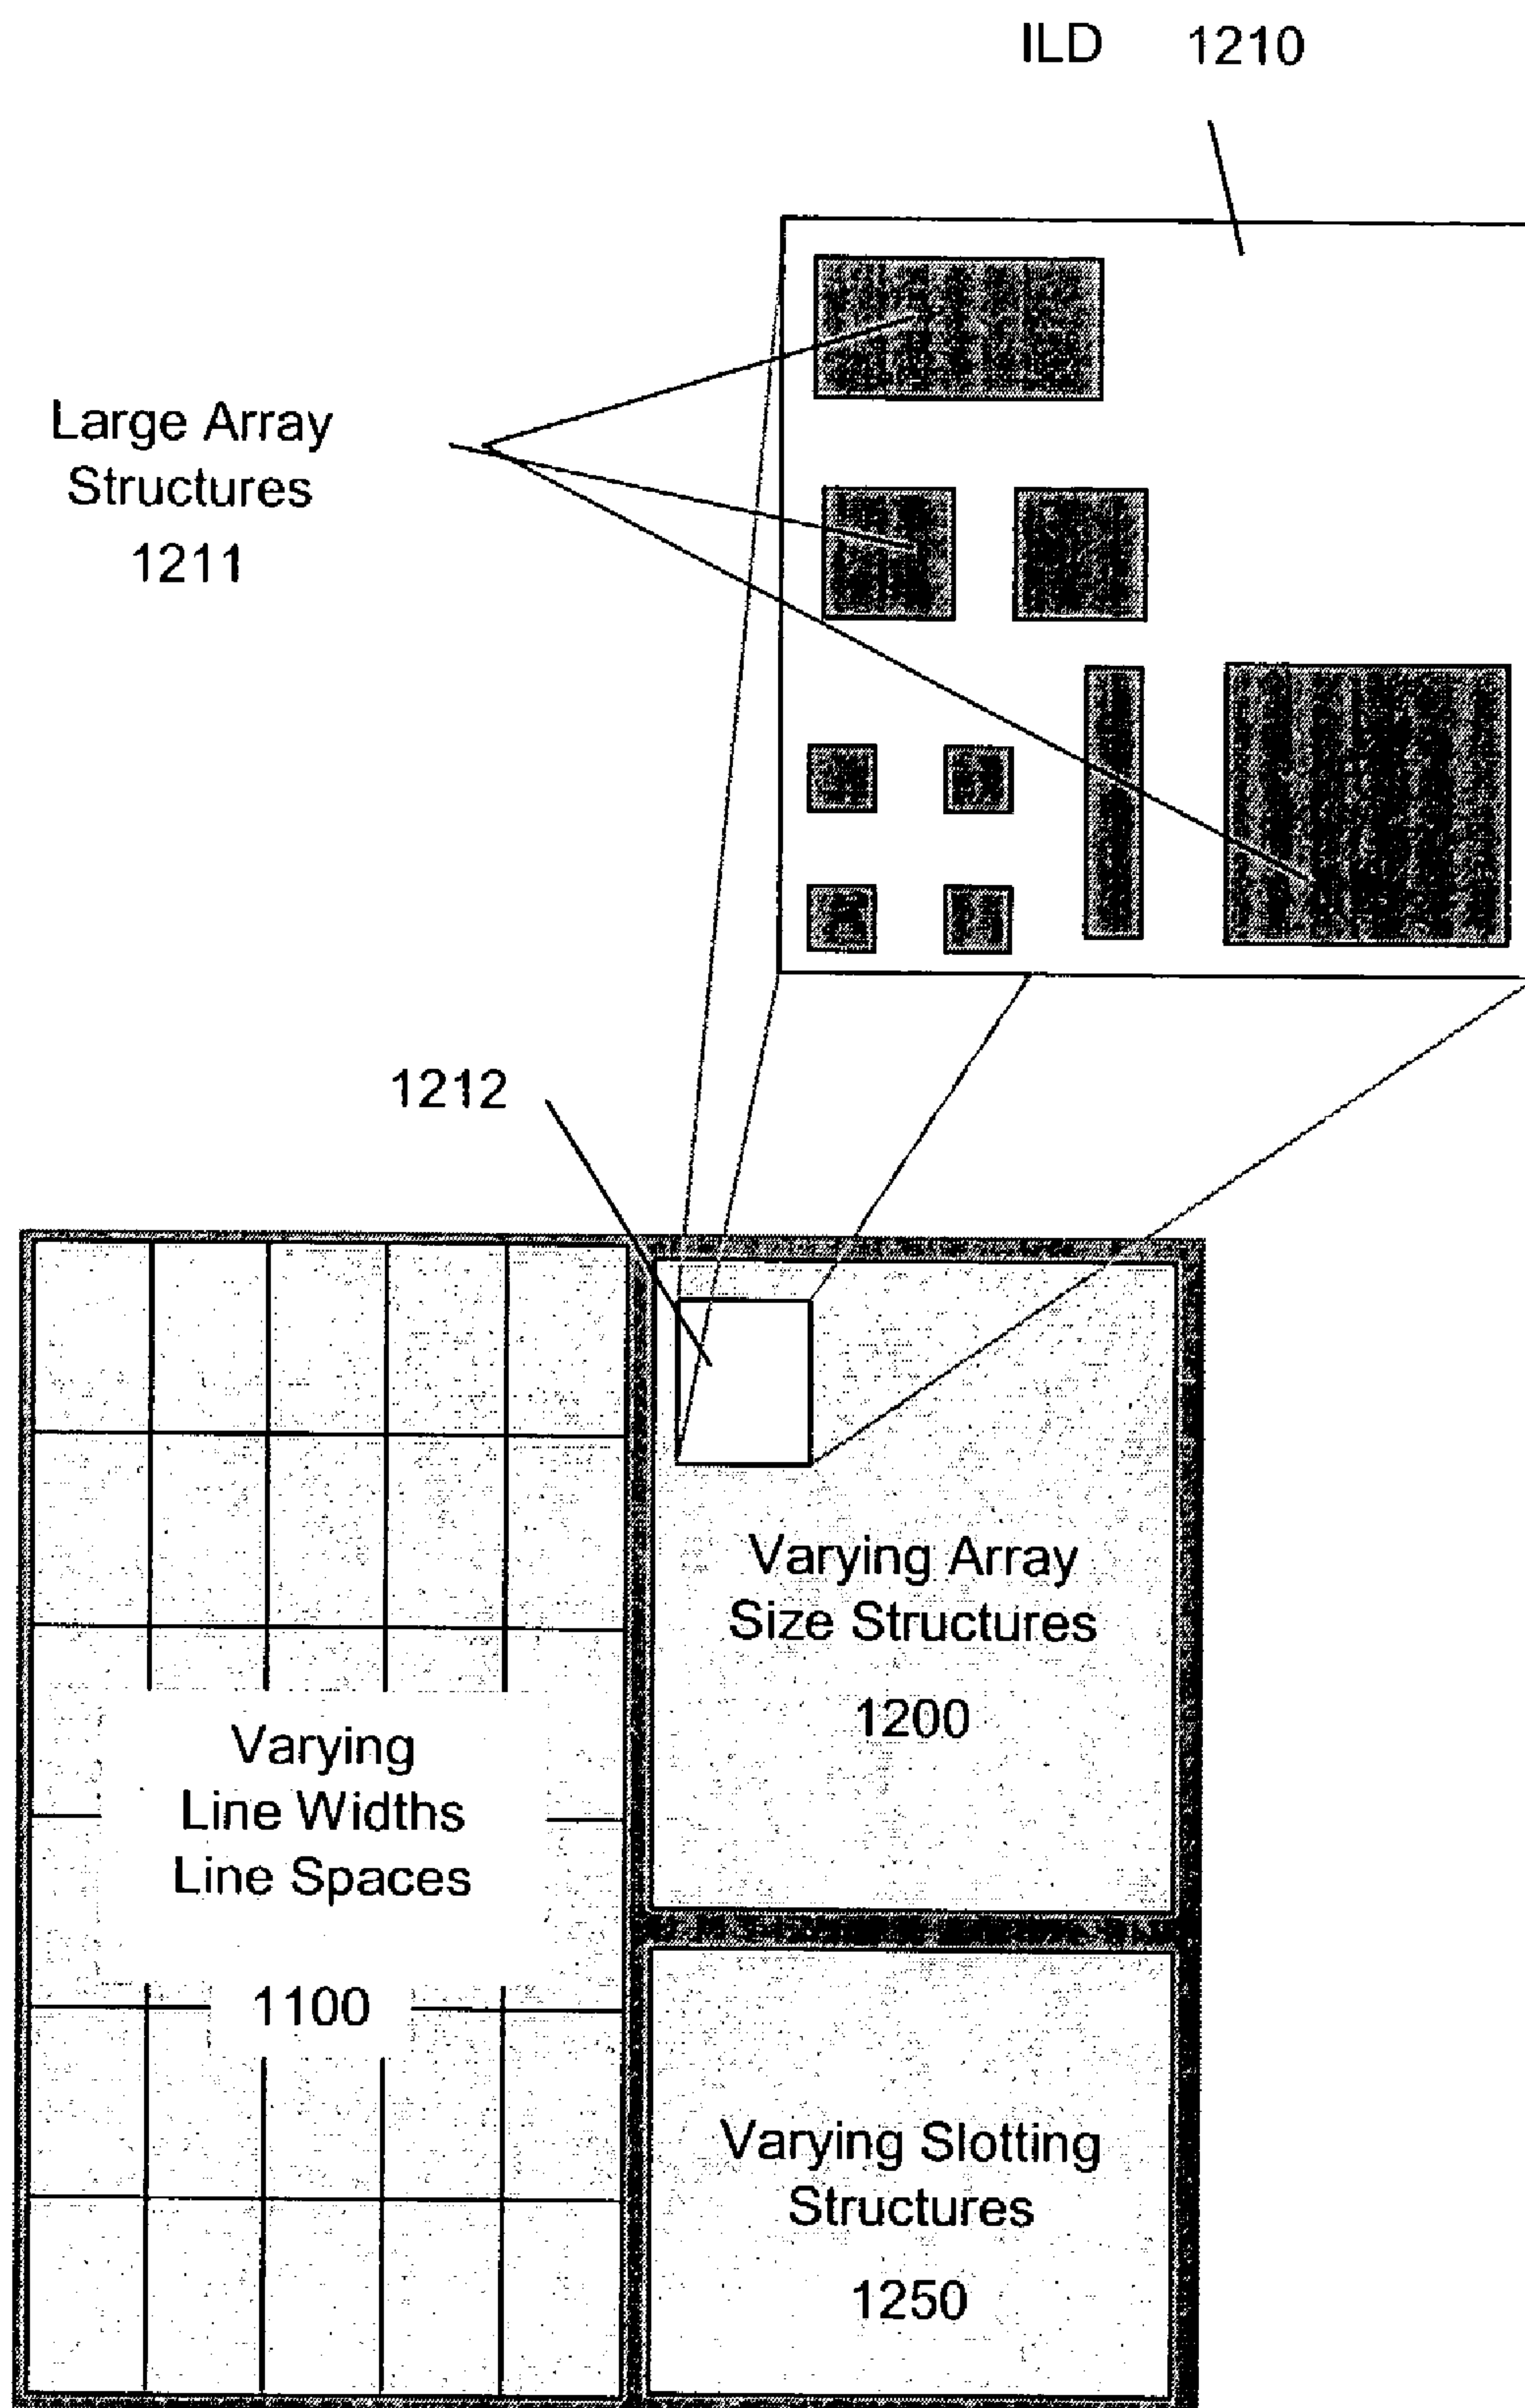 ILD 1210
Large Array
Structures
1211
1212
Varying Array
Size Structures
1200
Varying
Line Widths
Line Spaces
1100
Varying Slotting
Structures
1250